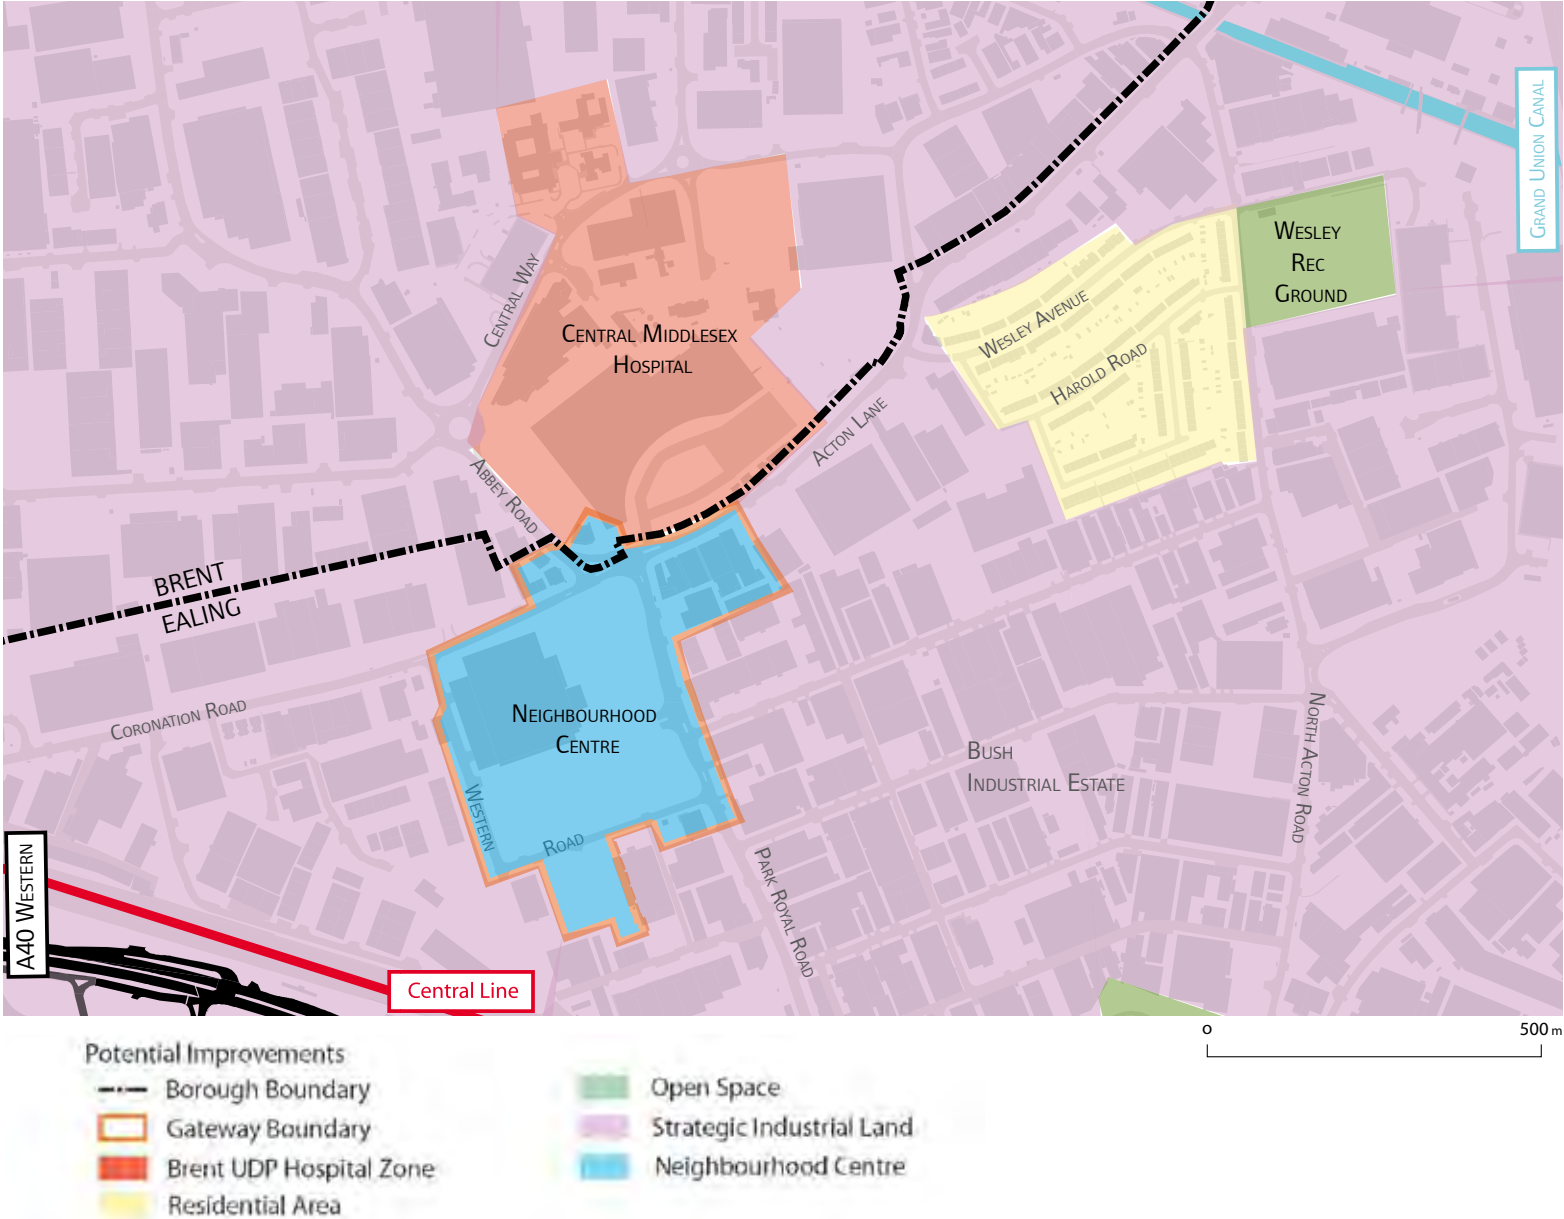 GRAND UNION CANAL
WESLEY
REC
GROUND
CENTRAL WAY
WESLEY AVENUE
HAROLD ROAD
CENTRAL MIDDLESEX
HOSPITAL
ACTON LANE
ABBEY ROAD
BRENT
EALING
CORONATION ROAD
NEIGHBOURHOOD
CENTRE
WESTERN
ROAD
BUSH
INDUSTRIAL ESTATE
NORTH ACTON ROAD
PARK ROYAL ROAD
A40 WESTERN
Central Line
0 500 m
Potential Improvements
Borough Boundary
Gateway Boundary
Brent UDP Hospital Zone
Residential Area
Open Space
Strategic Industrial Land
Neighbourhood Centre